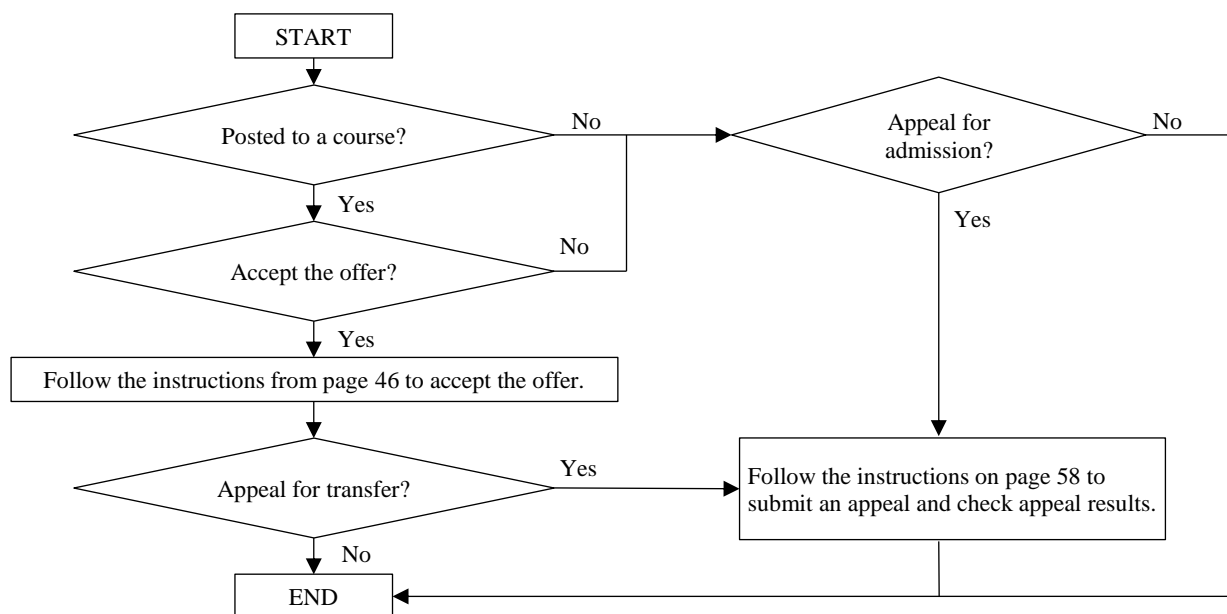 START
Posted to a course?
No
Appeal for
admission?
No
Yes
Yes
Accept the offer?
No
Yes
Follow the instructions from page 46 to accept the offer.
Appeal for transfer?
Yes
Follow the instructions on page 58 to
submit an appeal and check appeal results.
No
END